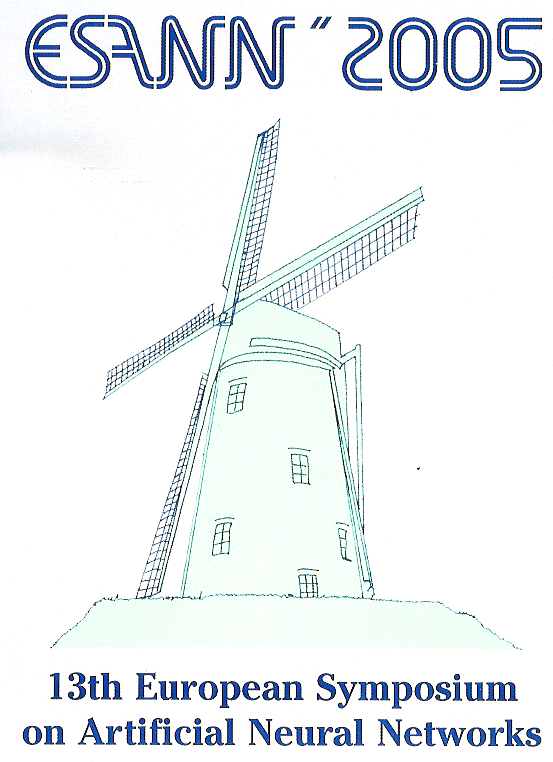 ESANN" 2005
13th European Symposium
on Artificial Neural Networks